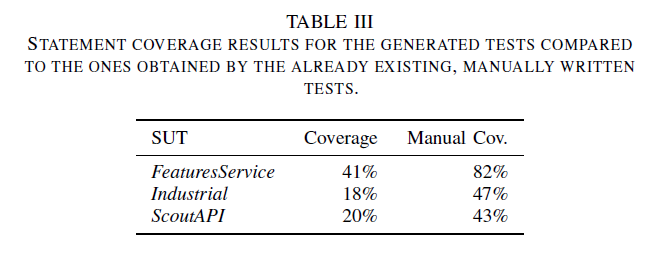 TABLE III
STATEMENT COVERAGE RESULTS FOR THE GENERATED TESTS COMPARED
TO THE ONES OBTAINED BY THE ALREADY EXISTING, MANUALLY WRITTEN
TESTS.
SUT Coverage Manual Cov.
FeaturesService 41% 82%
Industrial 18% 47%
ScoutAPI 20% 43%